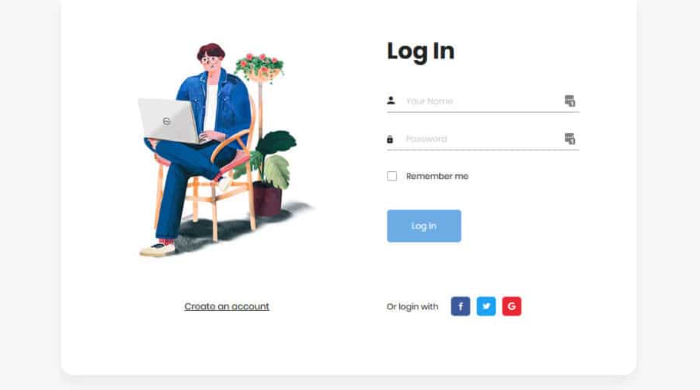 Log In
Your Name
Password
Remember me
Log In
Create an account
Or login with